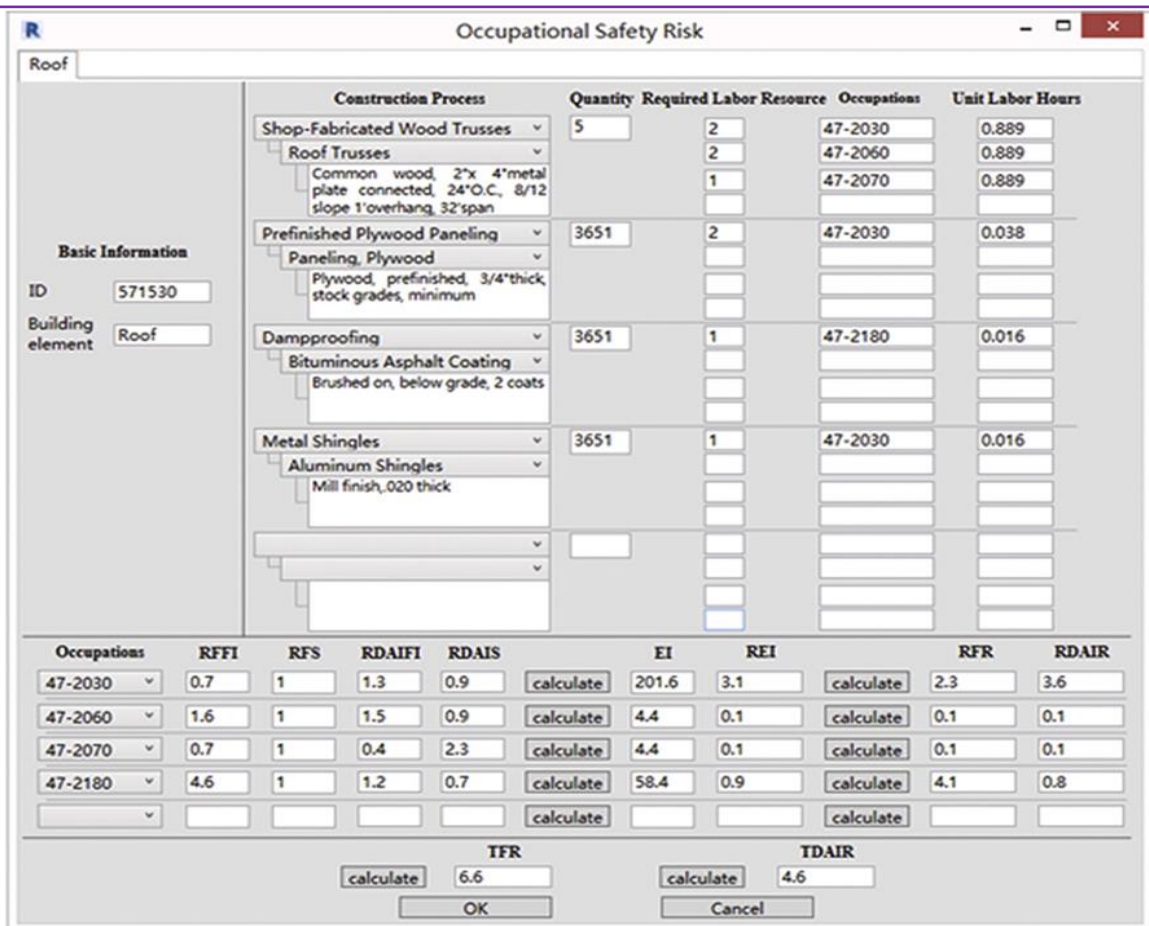 R Occupational Safety Risk
Roof
Construction Process Quantity Required Labor Resource Occupations Unit Labor Hours
Shop-Fabricated Wood Trusses 5 2 47-2030 0.889
Roof Trusses 2 47-2060 0.889
Common wood, 2"x 4"metal 1 47-2070 0.889
plate connected, 24"O.C., 8/12
slope 1'overhang, 32'span
Prefinished Plywood Paneling 3651 2 47-2030 0.038
Basic Information
Paneling, Plywood
Plywood, prefinished, 3/4"thick,
stock grades, minimum
ID 571530
Building
element Roof
Dampproofing 3651 1 47-2180 0.016
Bituminous Asphalt Coating
Brushed on, below grade, 2 coats
Metal Shingles 3651 1 47-2030 0.016
Aluminum Shingles
Mill finish,.020 thick
Occupations RFFI RFS RDAIFI RDAIS EI REI RFR RDAIR
47-2030 0.7 1 1.3 0.9 calculate 201.6 3.1 calculate 2.3 3.6
47-2060 1.6 1 1.5 0.9 calculate 4.4 0.1 calculate 0.1 0.1
47-2070 0.7 1 0.4 2.3 calculate 4.4 0.1 calculate 0.1 0.1
47-2180 4.6 1 1.2 0.7 calculate 58.4 0.9 calculate 4.1 0.8
calculate calculate
TFR TDAIR
calculate 6.6 calculate 4.6
OK Cancel